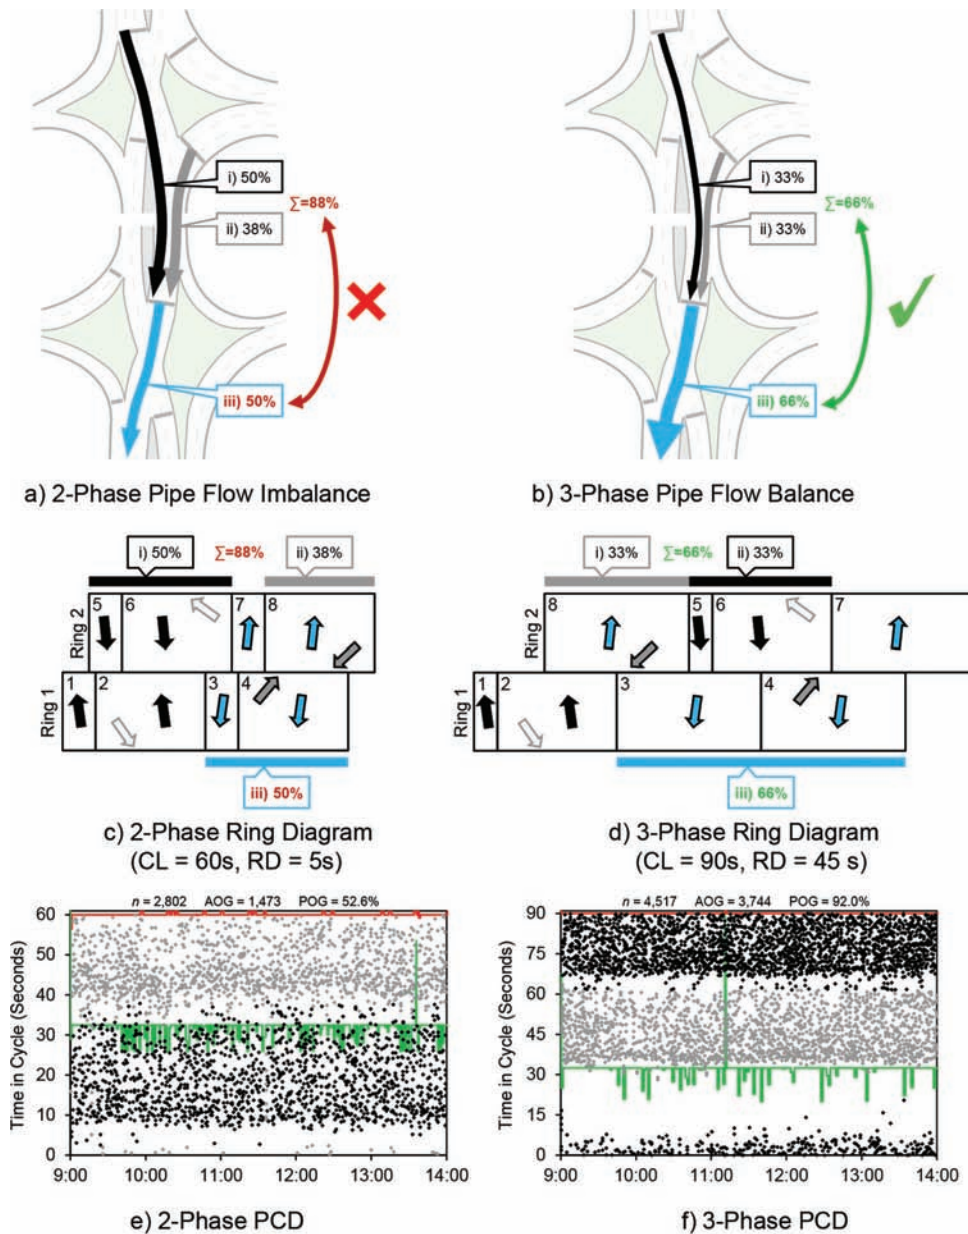 i) 50%
∑=88%
ii) 38%
iii) 50%
i) 33%
∑=66%
ii) 33%
iii) 66%
a) 2-Phase Pipe Flow Imbalance
b) 3-Phase Pipe Flow Balance
i) 50%
∑=88%
ii) 38%
Ring 2
5
6
7
8
Ring 1
1
2
3
4
iii) 50%
c) 2-Phase Ring Diagram
(CL = 60s, RD = 5s)
i) 33%
∑=66%
ii) 33%
Ring 2
8
5
6
7
Ring 1
1
2
3
4
iii) 66%
d) 3-Phase Ring Diagram
(CL = 90s, RD = 45 s)
n = 2,802 AOG = 1,473 POG = 52.6%
Time in Cycle (Seconds)
60
50
40
30
20
10
0
9:00 10:00 11:00 12:00 13:00 14:00
e) 2-Phase PCD
n = 4,517 AOG = 3,744 POG = 92.0%
Time in Cycle (Seconds)
90
75
60
45
30
15
0
9:00 10:00 11:00 12:00 13:00 14:00
f) 3-Phase PCD